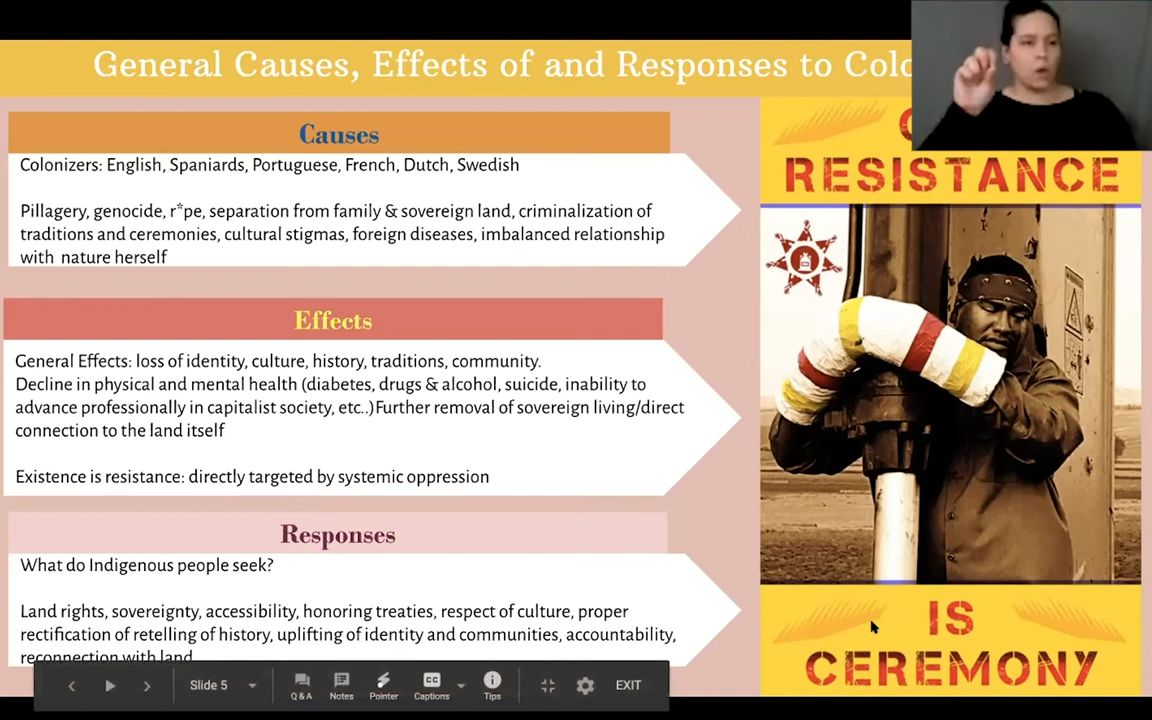 General Causes, Effects of and Responses to Colo
Causes
Colonizers: English, Spaniards, Portuguese, French, Dutch, Swedish
Pillagery, genocide, r*pe, separation from family & sovereign land, criminalization of
traditions and ceremonies, cultural stigmas, foreign diseases, imbalanced relationship
with nature herself
Effects
General Effects: loss of identity, culture, history, traditions, community.
Decline in physical and mental health (diabetes, drugs & alcohol, suicide, inability to
advance professionally in capitalist society, etc..)Further removal of sovereign living/direct
connection to the land itself
Existence is resistance: directly targeted by systemic oppression
Responses
What do Indigenous people seek?
Land rights, sovereignty, accessibility, honoring treaties, respect of culture, proper
rectification of retelling of history, uplifting of identity and communities, accountability,
reconnection with land
RESISTANCE
IS
CEREMONY
Slide 5
Q & A
Notes
Pointer
Captions
Tips
EXIT